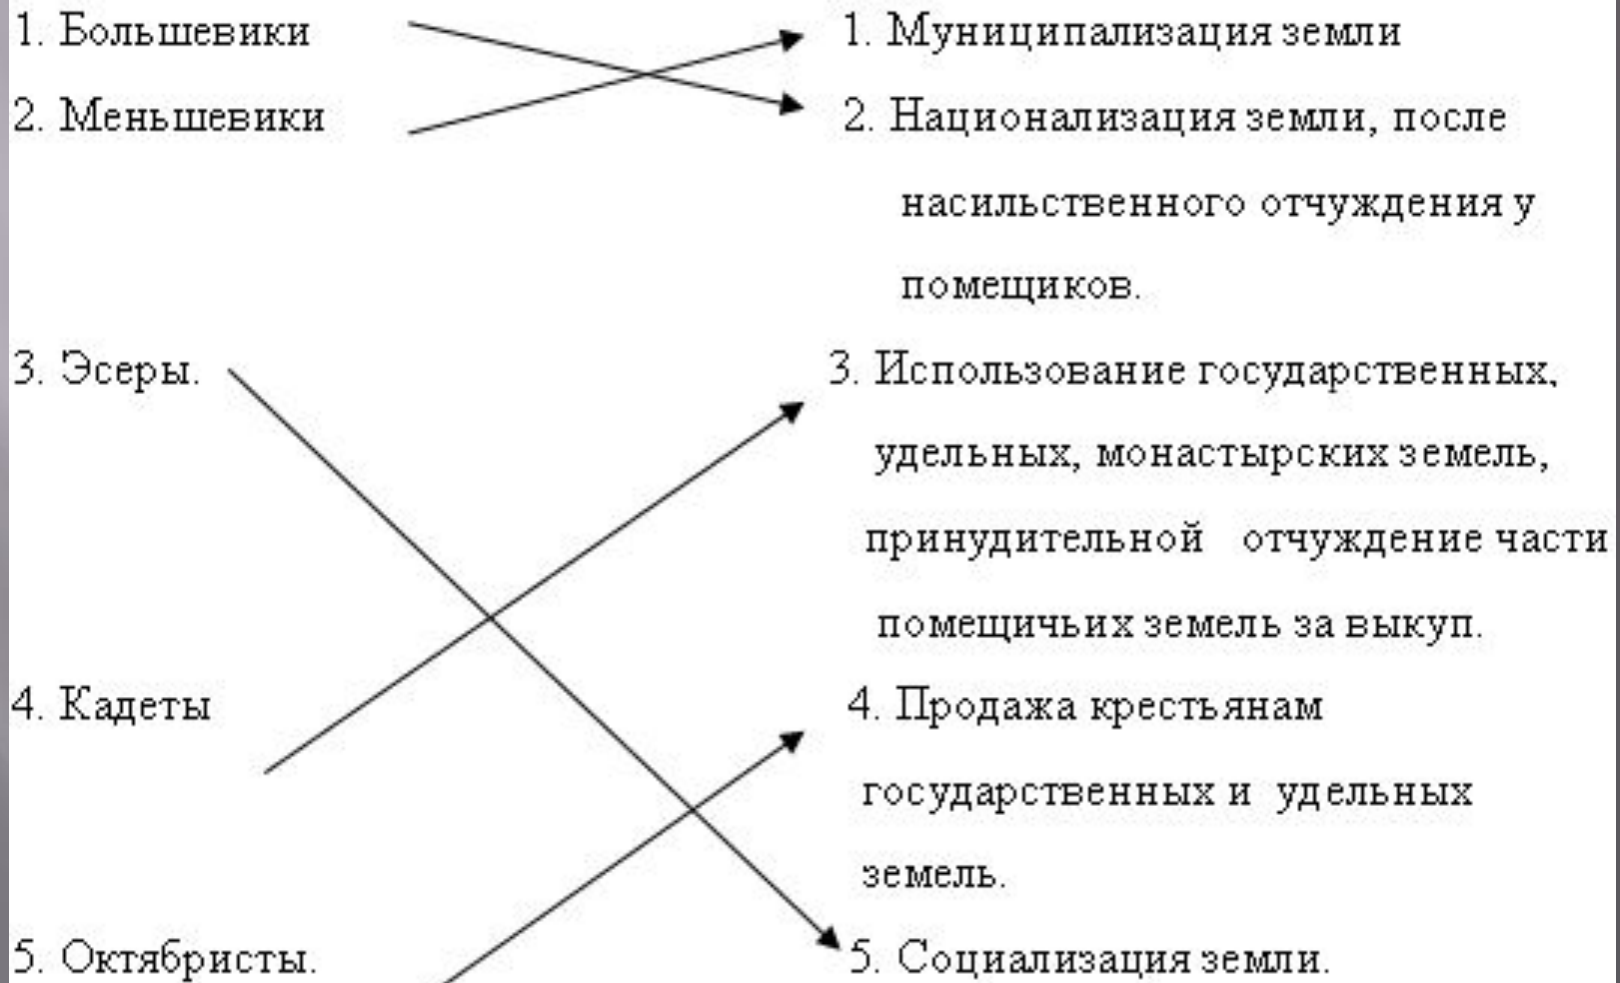 1. Большевики
1. Муниципализация земли
2. Меньшевики
2. Национализация земли, после
насильственного отчуждения у
помещиков.
3. Эсеры.
3. Использование государственных,
удельных, монастырских земель,
принудительной отчуждение части
помещичьих земель за выкуп.
4. Кадеты
4. Продажа крестьянам
государственных и удельных
земель.
5. Октябристы.
5. Социализация земли.